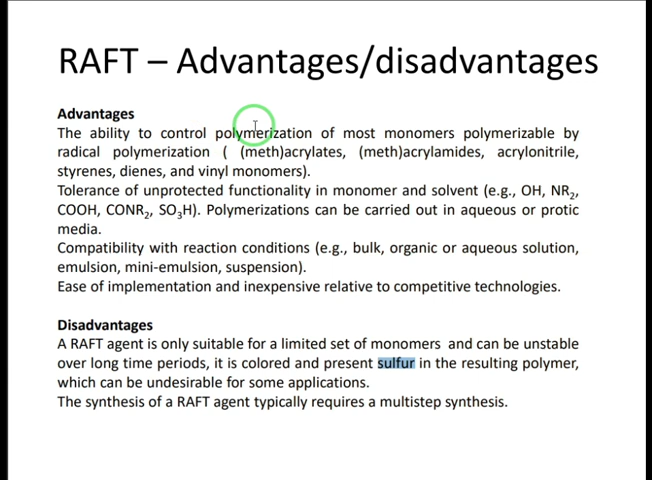 RAFT – Advantages/disadvantages
Advantages
The ability to control polymerization of most monomers polymerizable by
radical polymerization ( (meth)acrylates, (meth)acrylamides, acrylonitrile,
styrenes, dienes, and vinyl monomers).
Tolerance of unprotected functionality in monomer and solvent (e.g., OH, NR₂,
COOH, CONR₂, SO₃H). Polymerizations can be carried out in aqueous or protic
media.
Compatibility with reaction conditions (e.g., bulk, organic or aqueous solution,
emulsion, mini-emulsion, suspension).
Ease of implementation and inexpensive relative to competitive technologies.
Disadvantages
A RAFT agent is only suitable for a limited set of monomers and can be unstable
over long time periods, it is colored and present sulfur in the resulting polymer,
which can be undesirable for some applications.
The synthesis of a RAFT agent typically requires a multistep synthesis.